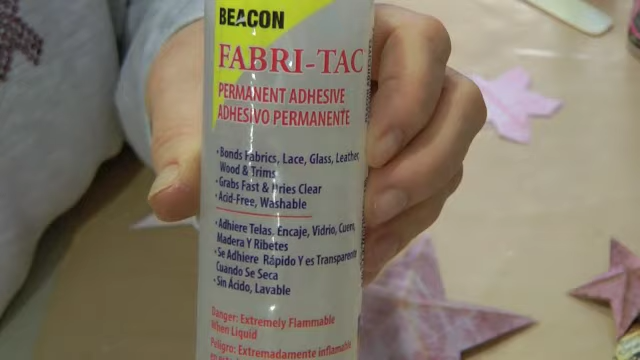 BEACON
FABRI-TAC
PERMANENT ADHESIVE
ADHESIVO PERMANENTE
•Bonds Fabrics, Lace, Glass, Leather,
Wood & Trims
•Grabs Fast & Dries Clear
•Acid-Free, Washable
•Adhiere Telas. Encaje, Vidrio, Cuero,
Madera Y Ribetes
•Se Adhiere Rápido Y es Transparente
Cuando Se Seca
•Sin Ácido, Lavable
Danger: Extremely Flammable
When Liquid
Peligro: Extremadamente inflamable